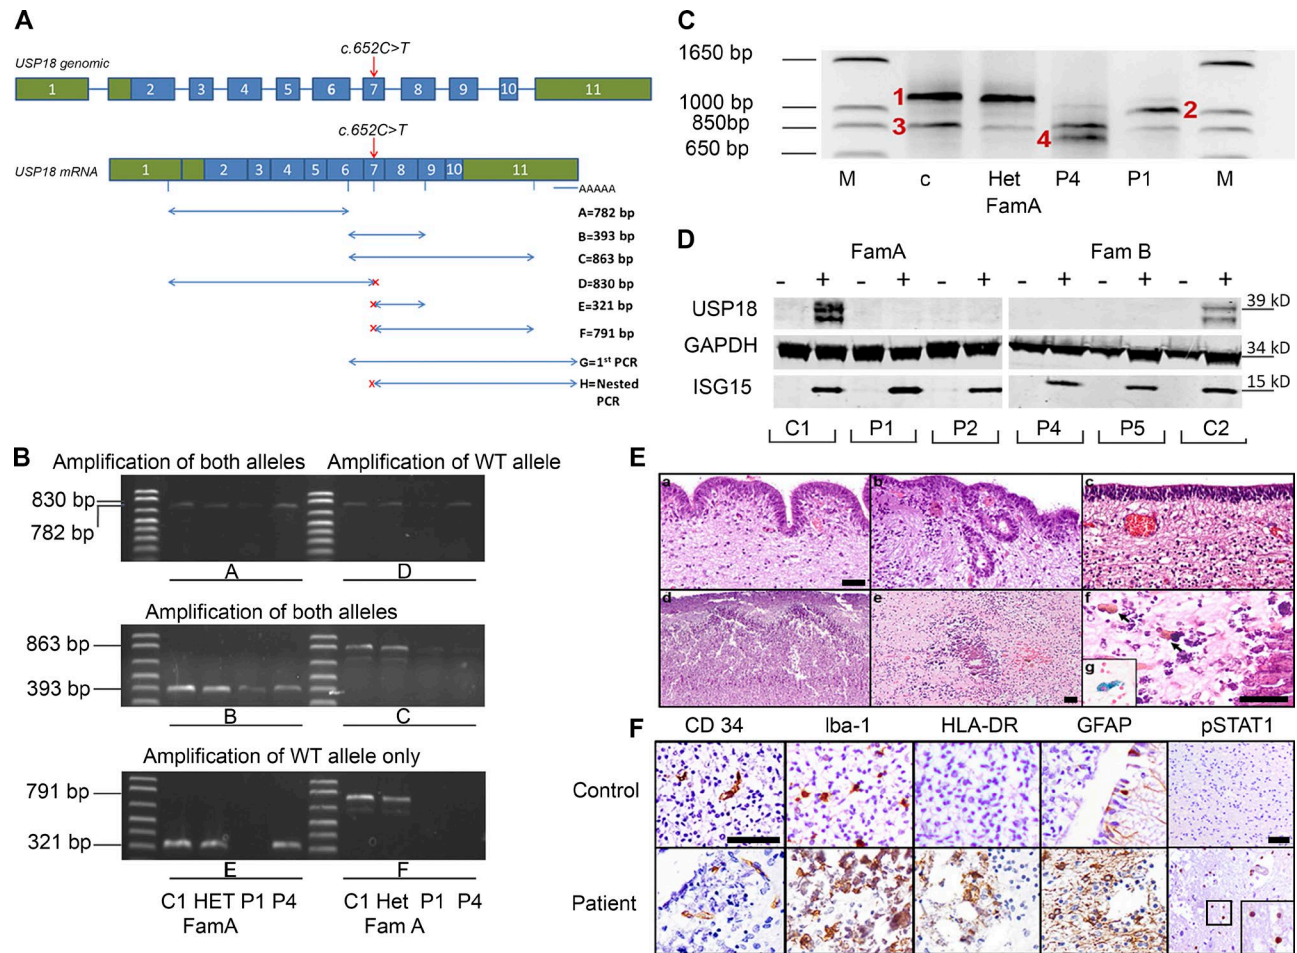 A
c.652C>T
USP18 genomic
1 2 3 4 5 6 7 8 9 10 11
c.652C>T
USP18 mRNA
1 2 3 4 5 6 7 8 9 10 11
AAAAA
A=782 bp
B=393 bp
C=863 bp
D=830 bp
E=321 bp
F=791 bp
G=1st PCR
H=Nested
PCR
B
Amplification of both alleles Amplification of WT allele
830 bp
782 bp
A D
Amplification of both alleles
863 bp
393 bp
B C
Amplification of WT allele only
791 bp
321 bp
E F
C1 HET P1 P4 C1 Het P1 P4
FamA Fam A
C
1650 bp
1000 bp
850bp
650 bp
1
2
3
4
M c Het P4 P1 M
FamA
D
FamA Fam B
- + - + - + - + - + - +
USP18 39 kD
GAPDH 34 kD
ISG15 15 kD
C1 P1 P2 P4 P5 C2
E
a b c
d e f
g
F
CD 34 Iba-1 HLA-DR GFAP pSTAT1
Control
Patient